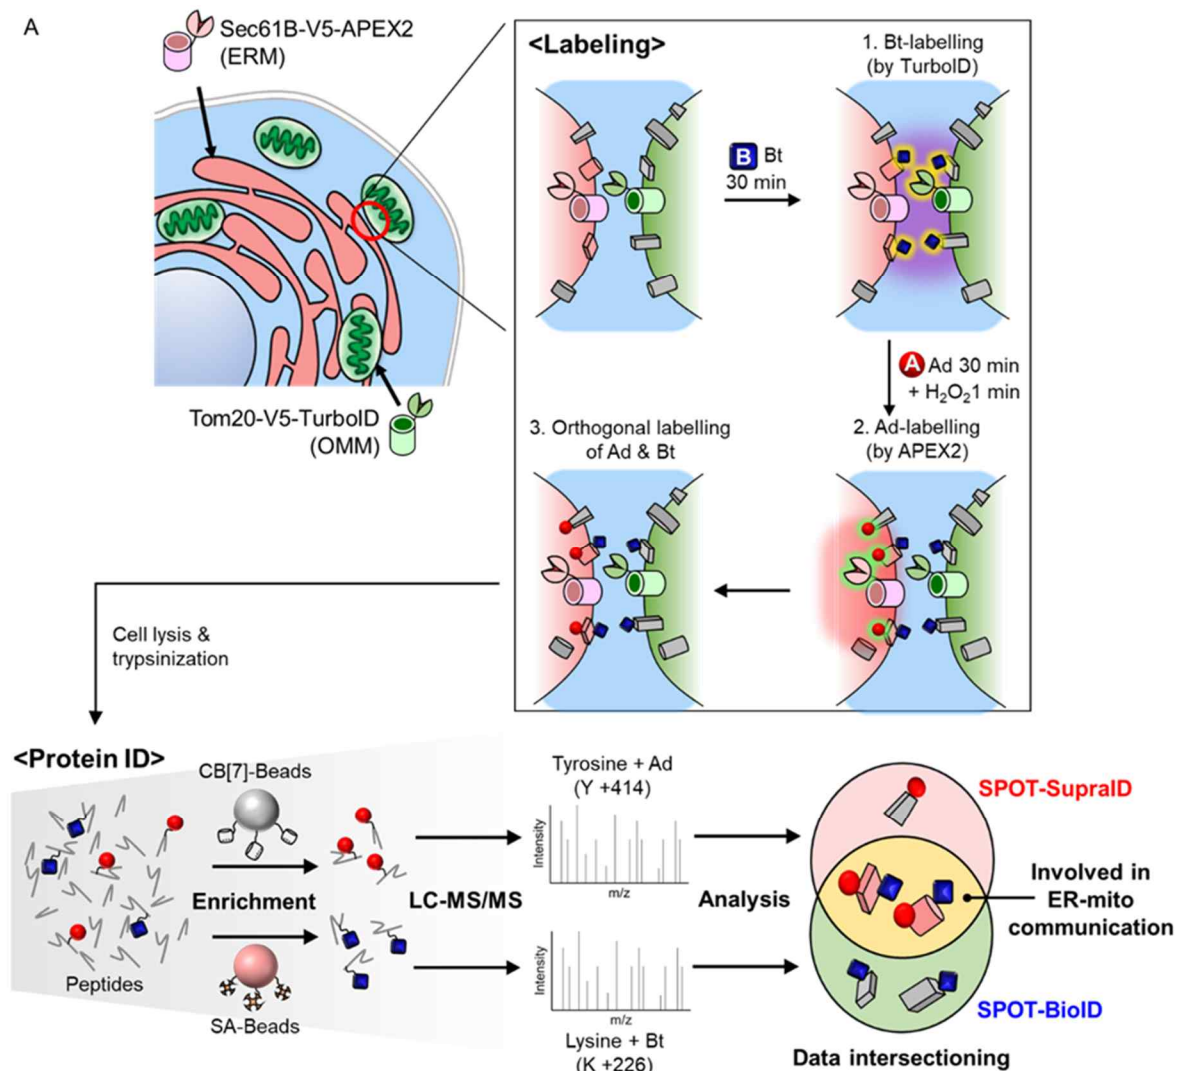 A
Sec61B-V5-APEX2
(ERM)
Tom20-V5-TurboID
(OMM)
<Labeling>
1. Bt-labelling
(by TurboID)
B Bt
30 min
A Ad 30 min
+ H₂O₂1 min
3. Orthogonal labelling
of Ad & Bt
2. Ad-labelling
(by APEX2)
Cell lysis &
trypsinization
<Protein ID>
CB[7]-Beads
Enrichment
Peptides
SA-Beads
LC-MS/MS
Tyrosine + Ad
(Y +414)
Intensity
m/z
Intensity
m/z
Lysine + Bt
(K +226)
Analysis
SPOT-SupraID
Involved in
ER-mito
communication
SPOT-BioID
Data intersectioning